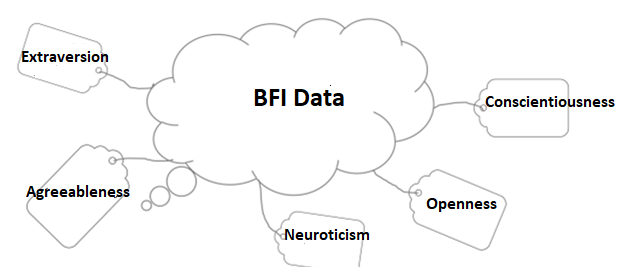 Extraversion
BFI Data
Conscientiousness
Agreeableness
Openness
Neuroticism